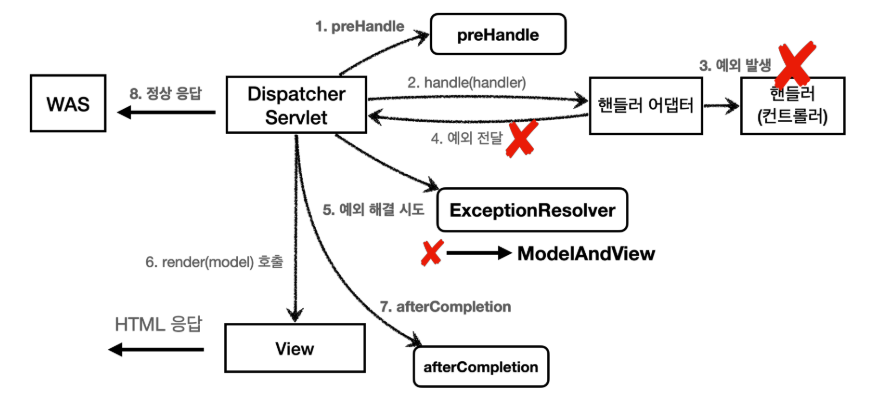 1. preHandle
preHandle
3. 예외 발생
WAS
8. 정상 응답
Dispatcher
Servlet
2. handle(handler)
핸들러 어댑터
핸들러
(컨트롤러)
4. 예외 전달
5. 예외 해결 시도
ExceptionResolver
ModelAndView
6. render(model) 호출
7. afterCompletion
HTML 응답
View
afterCompletion